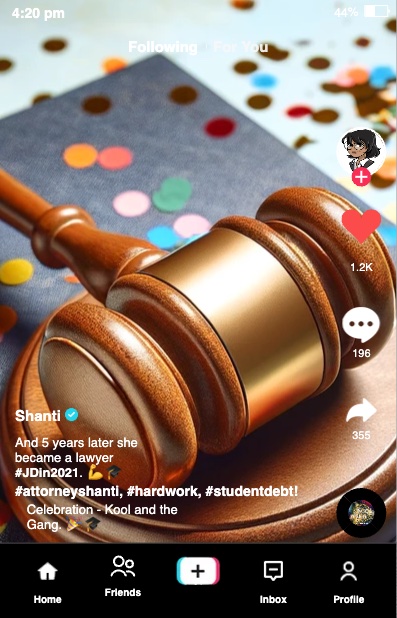 4:20 pm
44%
Following For You
1.2K
196
355
Shanti
And 5 years later she
became a lawyer
#JDin2021. 💪🎓
#attorneyshanti, #hardwork, #studentdebt!
Celebration - Kool and the
Gang. 🎉🎓
Home
Friends
Inbox
Profile